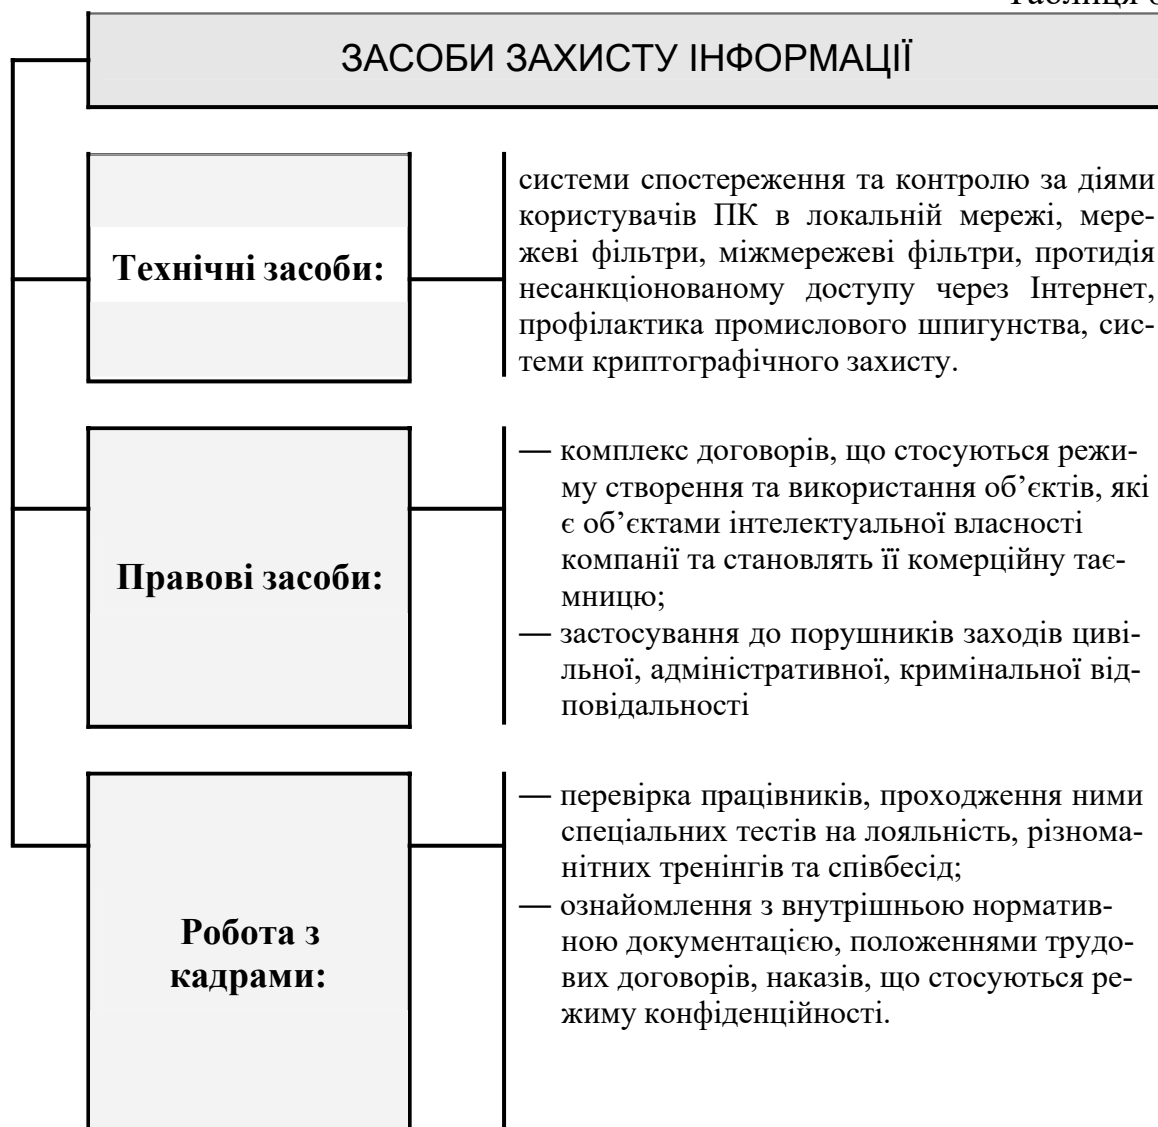 Таблиця
ЗАСОБИ ЗАХИСТУ ІНФОРМАЦІЇ
Технічні засоби:
системи спостереження та контролю за діями
користувачів ПК в локальній мережі, мере-
жеві фільтри, міжмережеві фільтри, протидія
несанкціонованому доступу через Інтернет,
профілактика промислового шпигунства, сис-
теми криптографічного захисту.
Правові засоби:
— комплекс договорів, що стосуються режи-
му створення та використання об’єктів, які
є об’єктами інтелектуальної власності
компанії та становлять її комерційну тає-
мницю;
— застосування до порушників заходів циві-
льної, адміністративної, кримінальної від-
повідальності
Робота з
кадрами:
— перевірка працівників, проходження ними
спеціальних тестів на лояльність, різнома-
нітних тренінгів та співбесід;
— ознайомлення з внутрішньою норматив-
ною документацією, положеннями трудо-
вих договорів, наказів, що стосуються ре-
жиму конфіденційності.